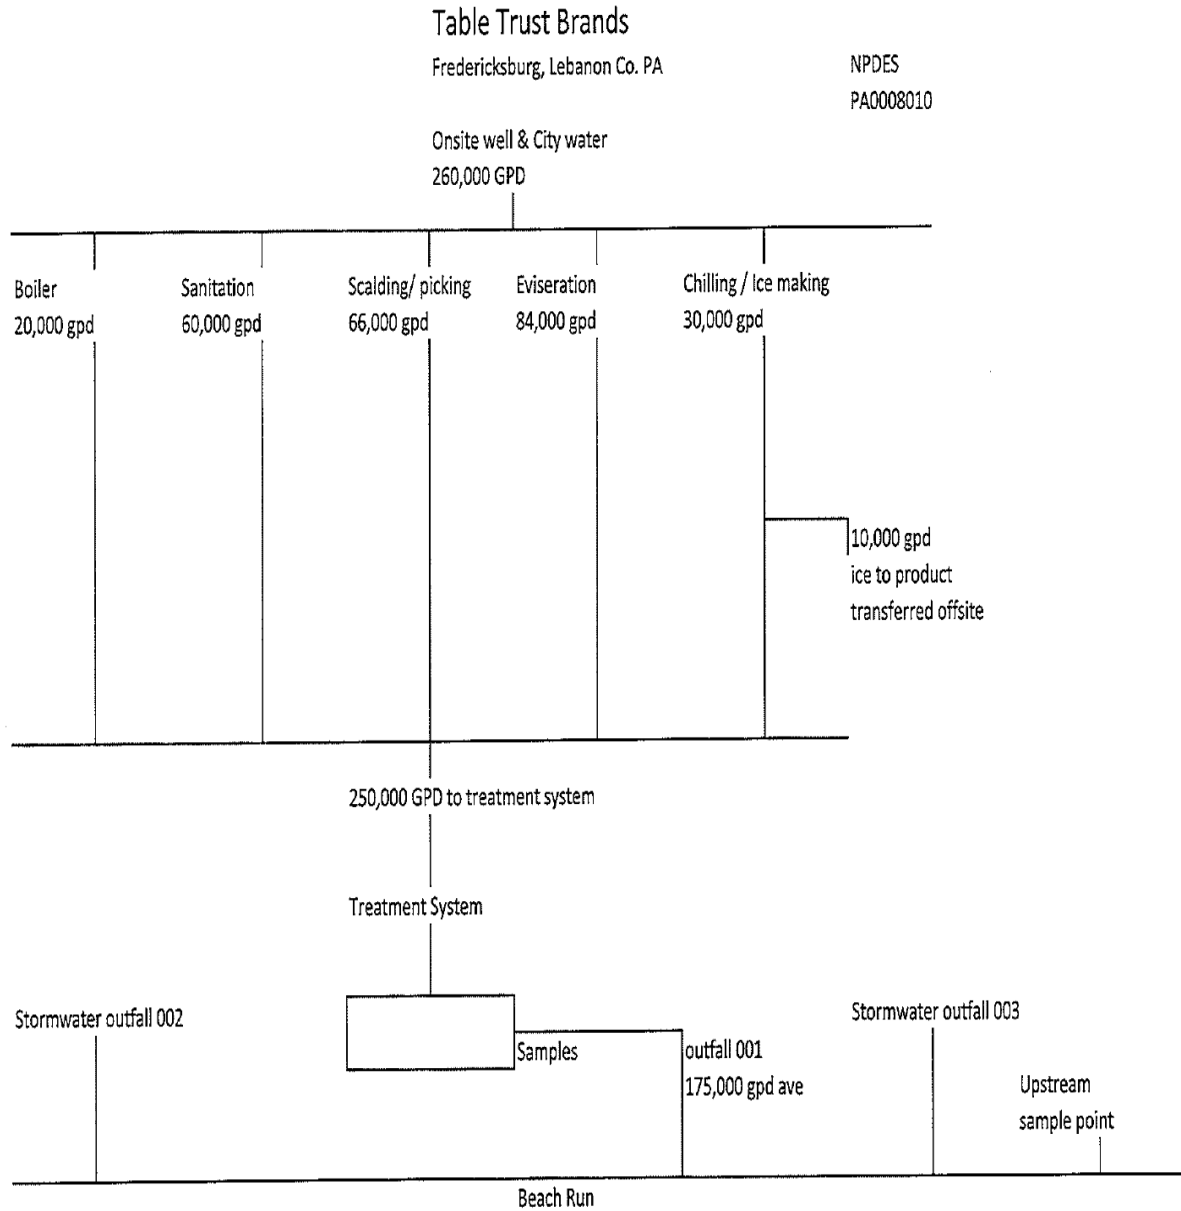 Table Trust Brands
Fredericksburg, Lebanon Co. PA
NPDES
PA0008010
Onsite well & City water
260,000 GPD
Boiler
20,000 gpd
Sanitation
60,000 gpd
Scalding/ picking
66,000 gpd
Eviseration
84,000 gpd
Chilling / Ice making
30,000 gpd
10,000 gpd
ice to product
transferred offsite
250,000 GPD to treatment system
Treatment System
Stormwater outfall 002
Samples
outfall 001
175,000 gpd ave
Stormwater outfall 003
Upstream
sample point
Beach Run